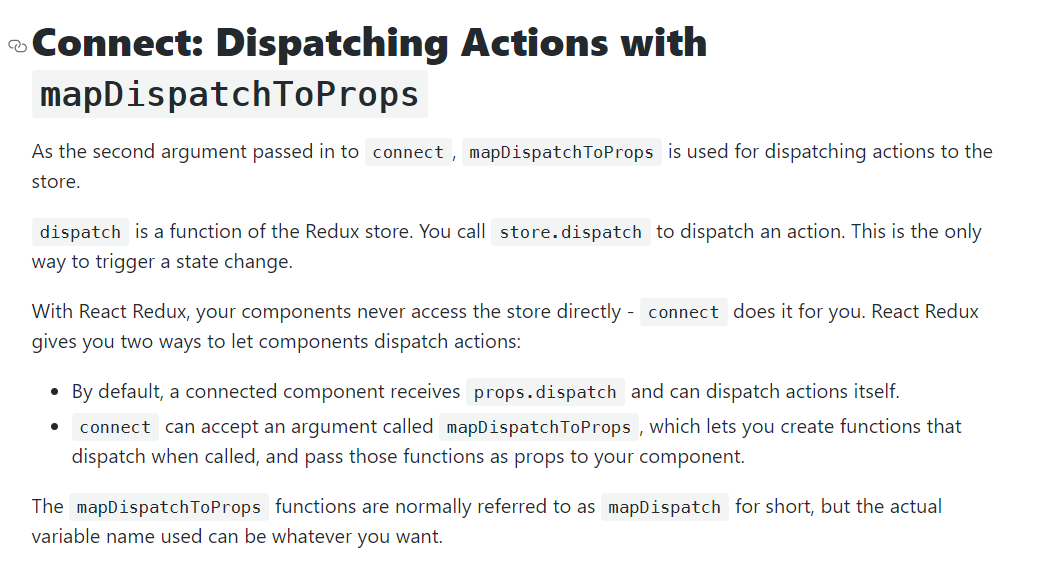 Connect: Dispatching Actions with
mapDispatchToProps
As the second argument passed in to connect, mapDispatchToProps is used for dispatching actions to the
store.
dispatch is a function of the Redux store. You call store.dispatch to dispatch an action. This is the only
way to trigger a state change.
With React Redux, your components never access the store directly - connect does it for you. React Redux
gives you two ways to let components dispatch actions:
• By default, a connected component receives props.dispatch and can dispatch actions itself.
• connect can accept an argument called mapDispatchToProps, which lets you create functions that
dispatch when called, and pass those functions as props to your component.
The mapDispatchToProps functions are normally referred to as mapDispatch for short, but the actual
variable name used can be whatever you want.